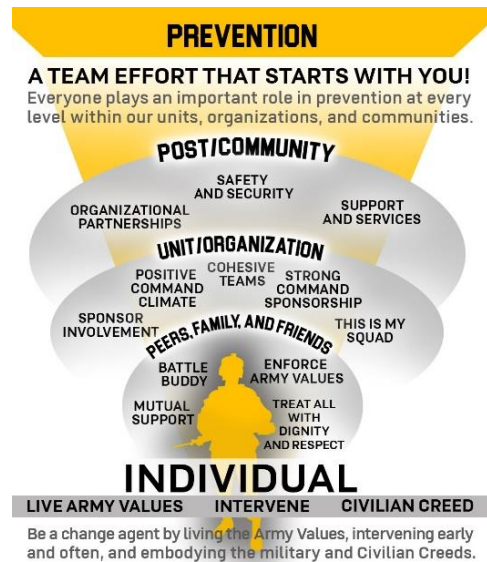 PREVENTION
A TEAM EFFORT THAT STARTS WITH YOU!
Everyone plays an important role in prevention at every
level within our units, organizations, and communities.
POST/COMMUNITY
SAFETY
AND SECURITY
ORGANIZATIONAL
PARTNERSHIPS
SUPPORT
AND SERVICES
UNIT/ORGANIZATION
POSITIVE
COMMAND
CLIMATE
COHESIVE
TEAMS
STRONG
COMMAND
SPONSORSHIP
SPONSOR
INVOLVEMENT
THIS IS MY
SQUAD
PEERS, FAMILY, AND FRIENDS
BATTLE
BUDDY
ENFORCE
ARMY VALUES
MUTUAL
SUPPORT
TREAT ALL
WITH
DIGNITY
AND RESPECT
INDIVIDUAL
LIVE ARMY VALUES INTERVENE CIVILIAN CREED
Be a change agent by living the Army Values, intervening early
and often, and embodying the military and Civilian Creeds.